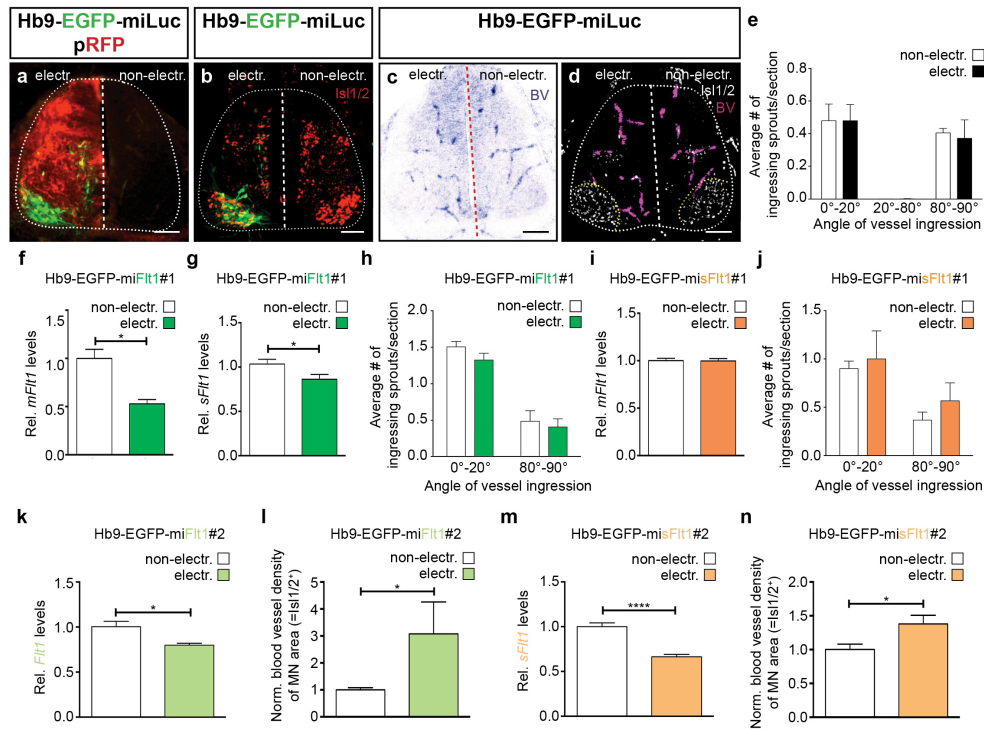 Hb9-EGFP-miLuc
pRFP
Hb9-EGFP-miLuc
Hb9-EGFP-miLuc
a
electr.
non-electr.
b
electr.
non-electr.
Isl1/2
c
electr.
non-electr.
BV
d
electr.
non-electr.
Isl1/2
BV
e
non-electr.
electr.
Average # of
ingressing sprouts/section
0.8
0.6
0.4
0.2
0.0
0°-20° 20°-80° 80°-90°
Angle of vessel ingression
f
Hb9-EGFP-miFlt1#1
non-electr.
electr.
Rel. mFlt1 levels
1.5
1.0
0.5
0.0
*
g
Hb9-EGFP-miFlt1#1
non-electr.
electr.
Rel. sFlt1 levels
1.5
1.0
0.5
0.0
*
h
Hb9-EGFP-miFlt1#1
non-electr.
electr.
Average # of
ingressing sprouts/section
2.0
1.5
1.0
0.5
0.0
0°-20° 80°-90°
Angle of vessel ingression
i
Hb9-EGFP-misFlt1#1
non-electr.
electr.
Rel. mFlt1 levels
1.5
1.0
0.5
0.0
j
Hb9-EGFP-misFlt1#1
non-electr.
electr.
Average # of
ingressing sprouts/section
1.5
1.0
0.5
0.0
0°-20° 80°-90°
Angle of vessel ingression
k
Hb9-EGFP-miFlt1#2
non-electr.
electr.
Rel. Flt1 levels
1.5
1.0
0.5
0.0
*
l
Hb9-EGFP-miFlt1#2
non-electr.
electr.
Norm. blood vessel density
of MN area (=Isl1/2+)
5
4
3
2
1
0
*
m
Hb9-EGFP-misFlt1#2
non-electr.
electr.
Rel. sFlt1 levels
1.5
1.0
0.5
0.0
****
n
Hb9-EGFP-misFlt1#2
non-electr.
electr.
Norm. blood vessel density
of MN area (=Isl1/2+)
2.0
1.5
1.0
0.5
0.0
*